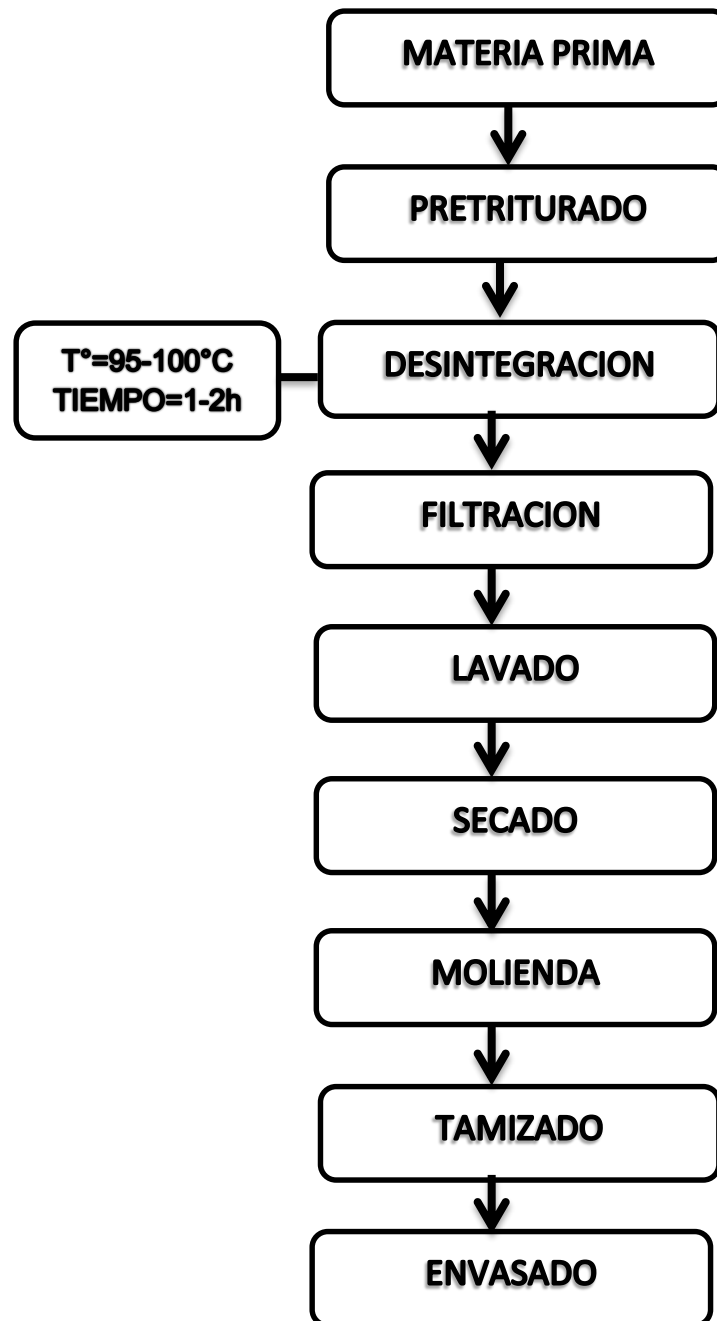 MATERIA PRIMA
PRETRITURADO
T°=95-100°C
TIEMPO=1-2h
DESINTEGRACION
FILTRACION
LAVADO
SECADO
MOLIENDA
TAMIZADO
ENVASADO